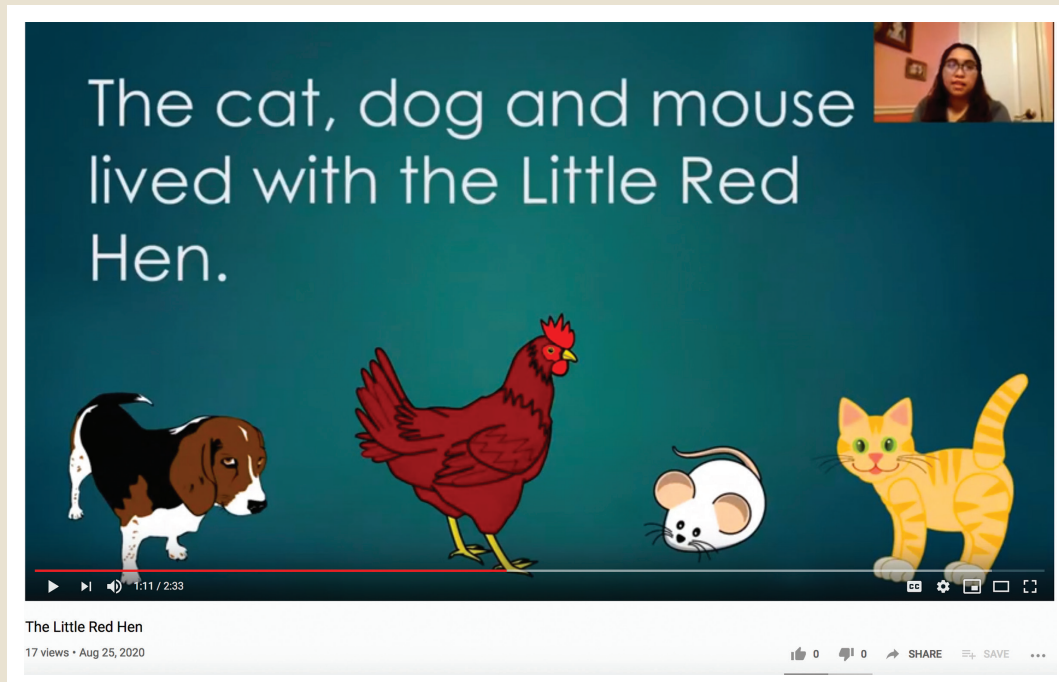 The cat, dog and mouse
lived with the Little Red
Hen.
1:11 / 2:33
CC
The Little Red Hen
17 views • Aug 25, 2020
0
0
SHARE
SAVE